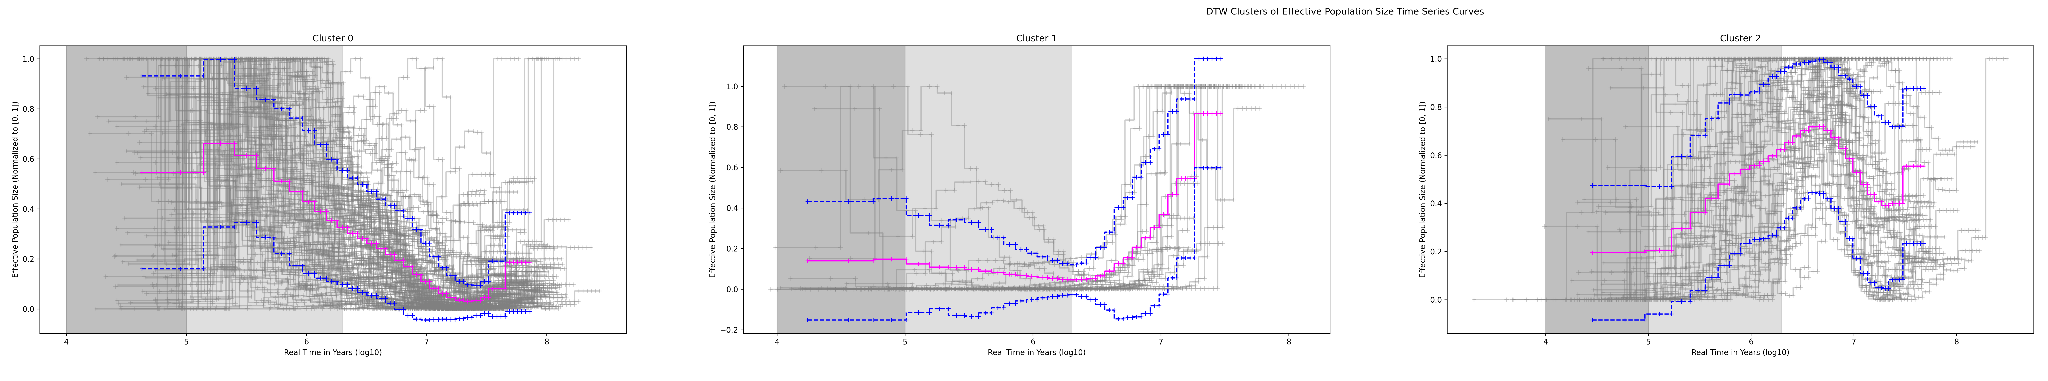 DTW Clusters of Effective Population Size Time Series Curves
Cluster 0
Effective Population Size (Normalized to [0, 1])
1.0
0.8
0.6
0.4
0.2
0.0
4 5 6 7 8
Real Time in Years (log10)
Cluster 1
Effective Population Size (Normalized to [0, 1])
1.0
0.8
0.6
0.4
0.2
0.0
−0.2
4 5 6 7 8
Real Time in Years (log10)
Cluster 2
Effective Population Size (Normalized to [0, 1])
1.0
0.8
0.6
0.4
0.2
0.0
4 5 6 7 8
Real Time in Years (log10)